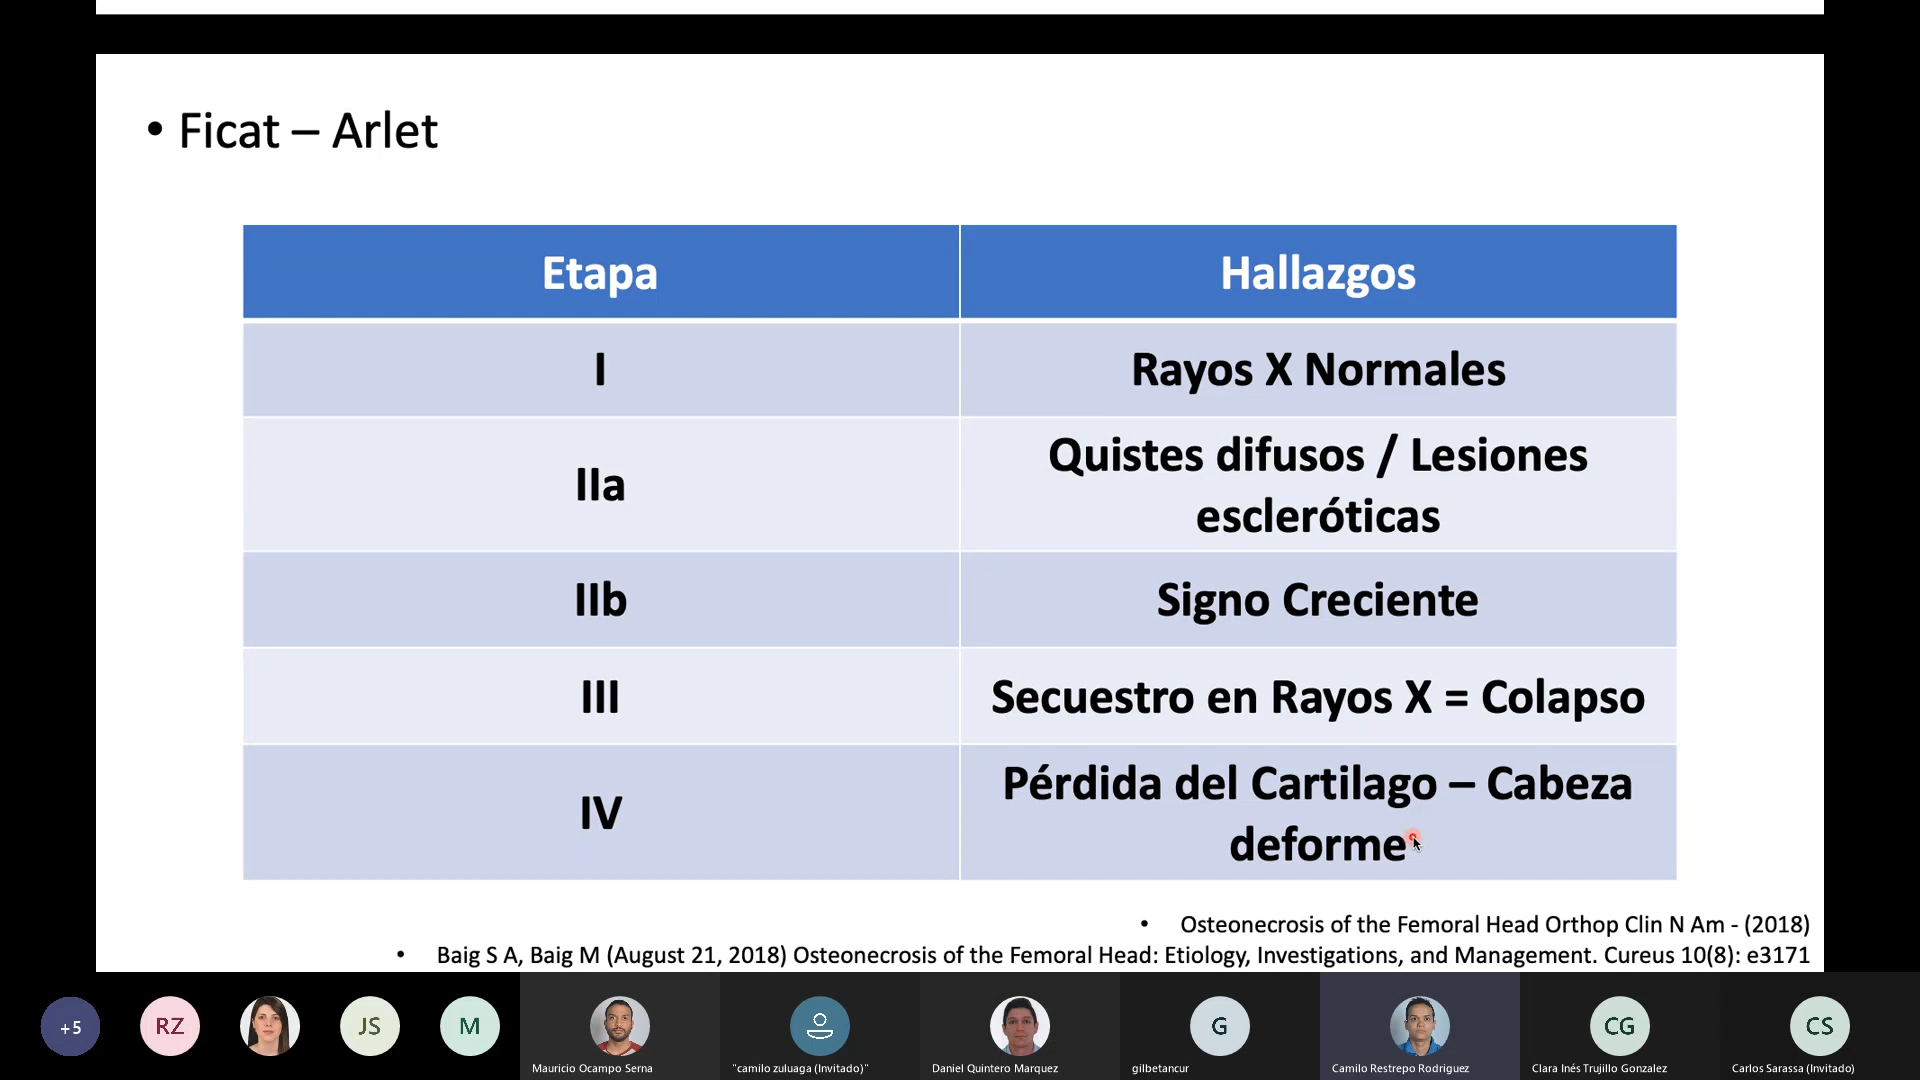 • Ficat – Arlet
Etapa
Hallazgos
I
Rayos X Normales
IIa
Quistes difusos / Lesiones
escleróticas
IIb
Signo Creciente
III
Secuestro en Rayos X = Colapso
IV
Pérdida del Cartilago – Cabeza
deforme
• Osteonecrosis of the Femoral Head Orthop Clin N Am - (2018)
• Baig S A, Baig M (August 21, 2018) Osteonecrosis of the Femoral Head: Etiology, Investigations, and Management. Cureus 10(8): e3171
+5
RZ
JS
M
G
CG
CS
Mauricio Ocampo Serna
"camilo zuluaga (Invitado)"
Daniel Quintero Marquez
gilbetancur
Camilo Restrepo Rodriguez
Clara Inés Trujillo Gonzalez
Carlos Sarassa (Invitado)